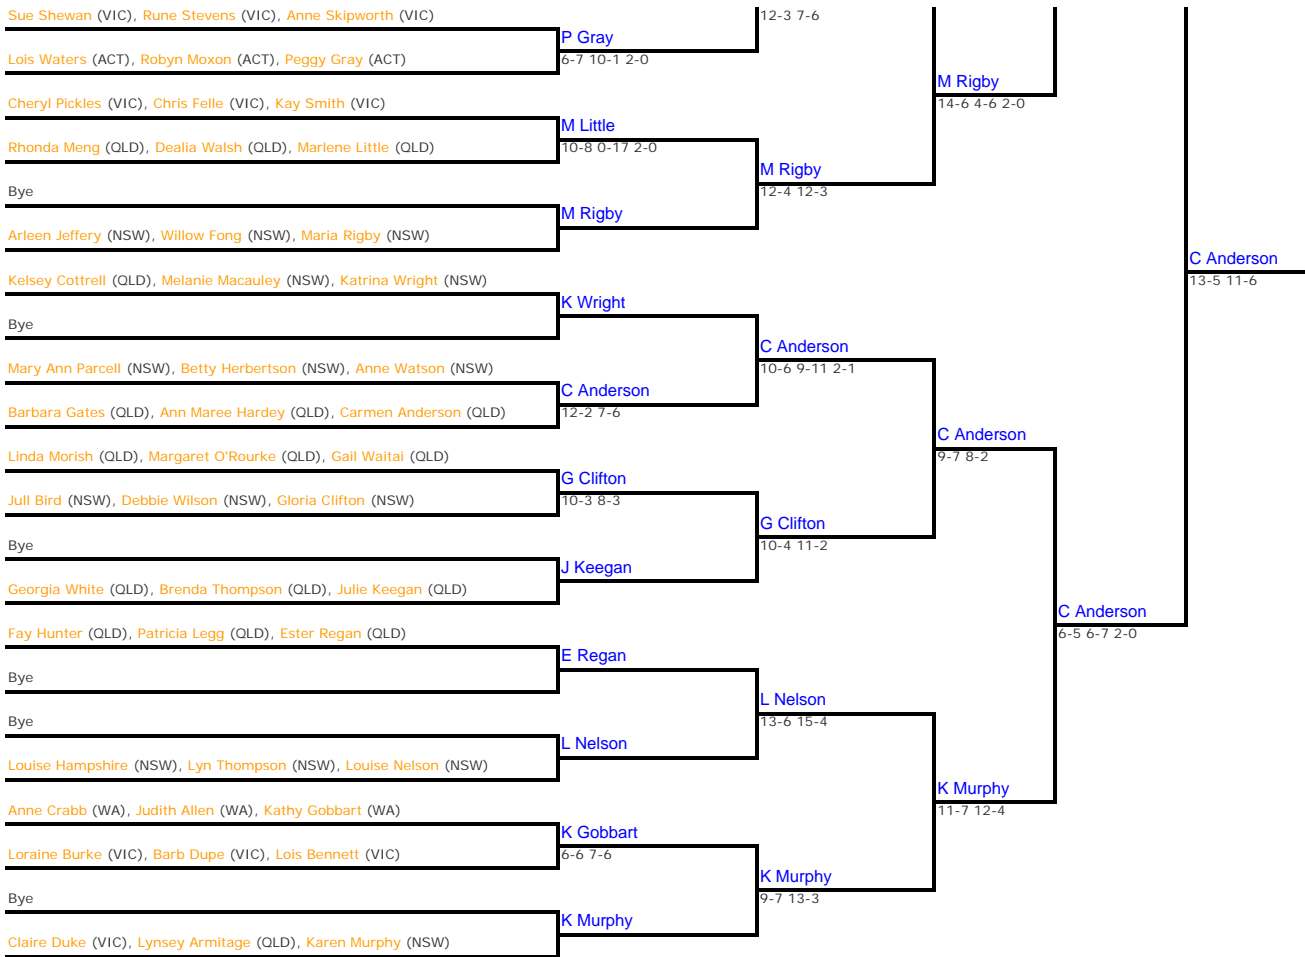 Sue Shewan (VIC), Rune Stevens (VIC), Anne Skipworth (VIC)
12-3 7-6
P Gray
6-7 10-1 2-0
Lois Waters (ACT), Robyn Moxon (ACT), Peggy Gray (ACT)
M Rigby
14-6 4-6 2-0
Cheryl Pickles (VIC), Chris Felle (VIC), Kay Smith (VIC)
M Little
10-8 0-17 2-0
Rhonda Meng (QLD), Dealia Walsh (QLD), Marlene Little (QLD)
M Rigby
12-4 12-3
Bye
M Rigby
Arleen Jeffery (NSW), Willow Fong (NSW), Maria Rigby (NSW)
C Anderson
13-5 11-6
Kelsey Cottrell (QLD), Melanie Macauley (NSW), Katrina Wright (NSW)
K Wright
Bye
C Anderson
10-6 9-11 2-1
Mary Ann Parcell (NSW), Betty Herbertson (NSW), Anne Watson (NSW)
C Anderson
12-2 7-6
Barbara Gates (QLD), Ann Maree Hardey (QLD), Carmen Anderson (QLD)
C Anderson
9-7 8-2
Linda Morish (QLD), Margaret O'Rourke (QLD), Gail Waitai (QLD)
G Clifton
10-3 8-3
Jull Bird (NSW), Debbie Wilson (NSW), Gloria Clifton (NSW)
G Clifton
10-4 11-2
Bye
J Keegan
Georgia White (QLD), Brenda Thompson (QLD), Julie Keegan (QLD)
C Anderson
6-5 6-7 2-0
Fay Hunter (QLD), Patricia Legg (QLD), Ester Regan (QLD)
E Regan
Bye
L Nelson
13-6 15-4
Bye
L Nelson
Louise Hampshire (NSW), Lyn Thompson (NSW), Louise Nelson (NSW)
K Murphy
11-7 12-4
Anne Crabb (WA), Judith Allen (WA), Kathy Gobbart (WA)
K Gobbart
6-6 7-6
Loraine Burke (VIC), Barb Dupe (VIC), Lois Bennett (VIC)
K Murphy
9-7 13-3
Bye
K Murphy
Claire Duke (VIC), Lynsey Armitage (QLD), Karen Murphy (NSW)